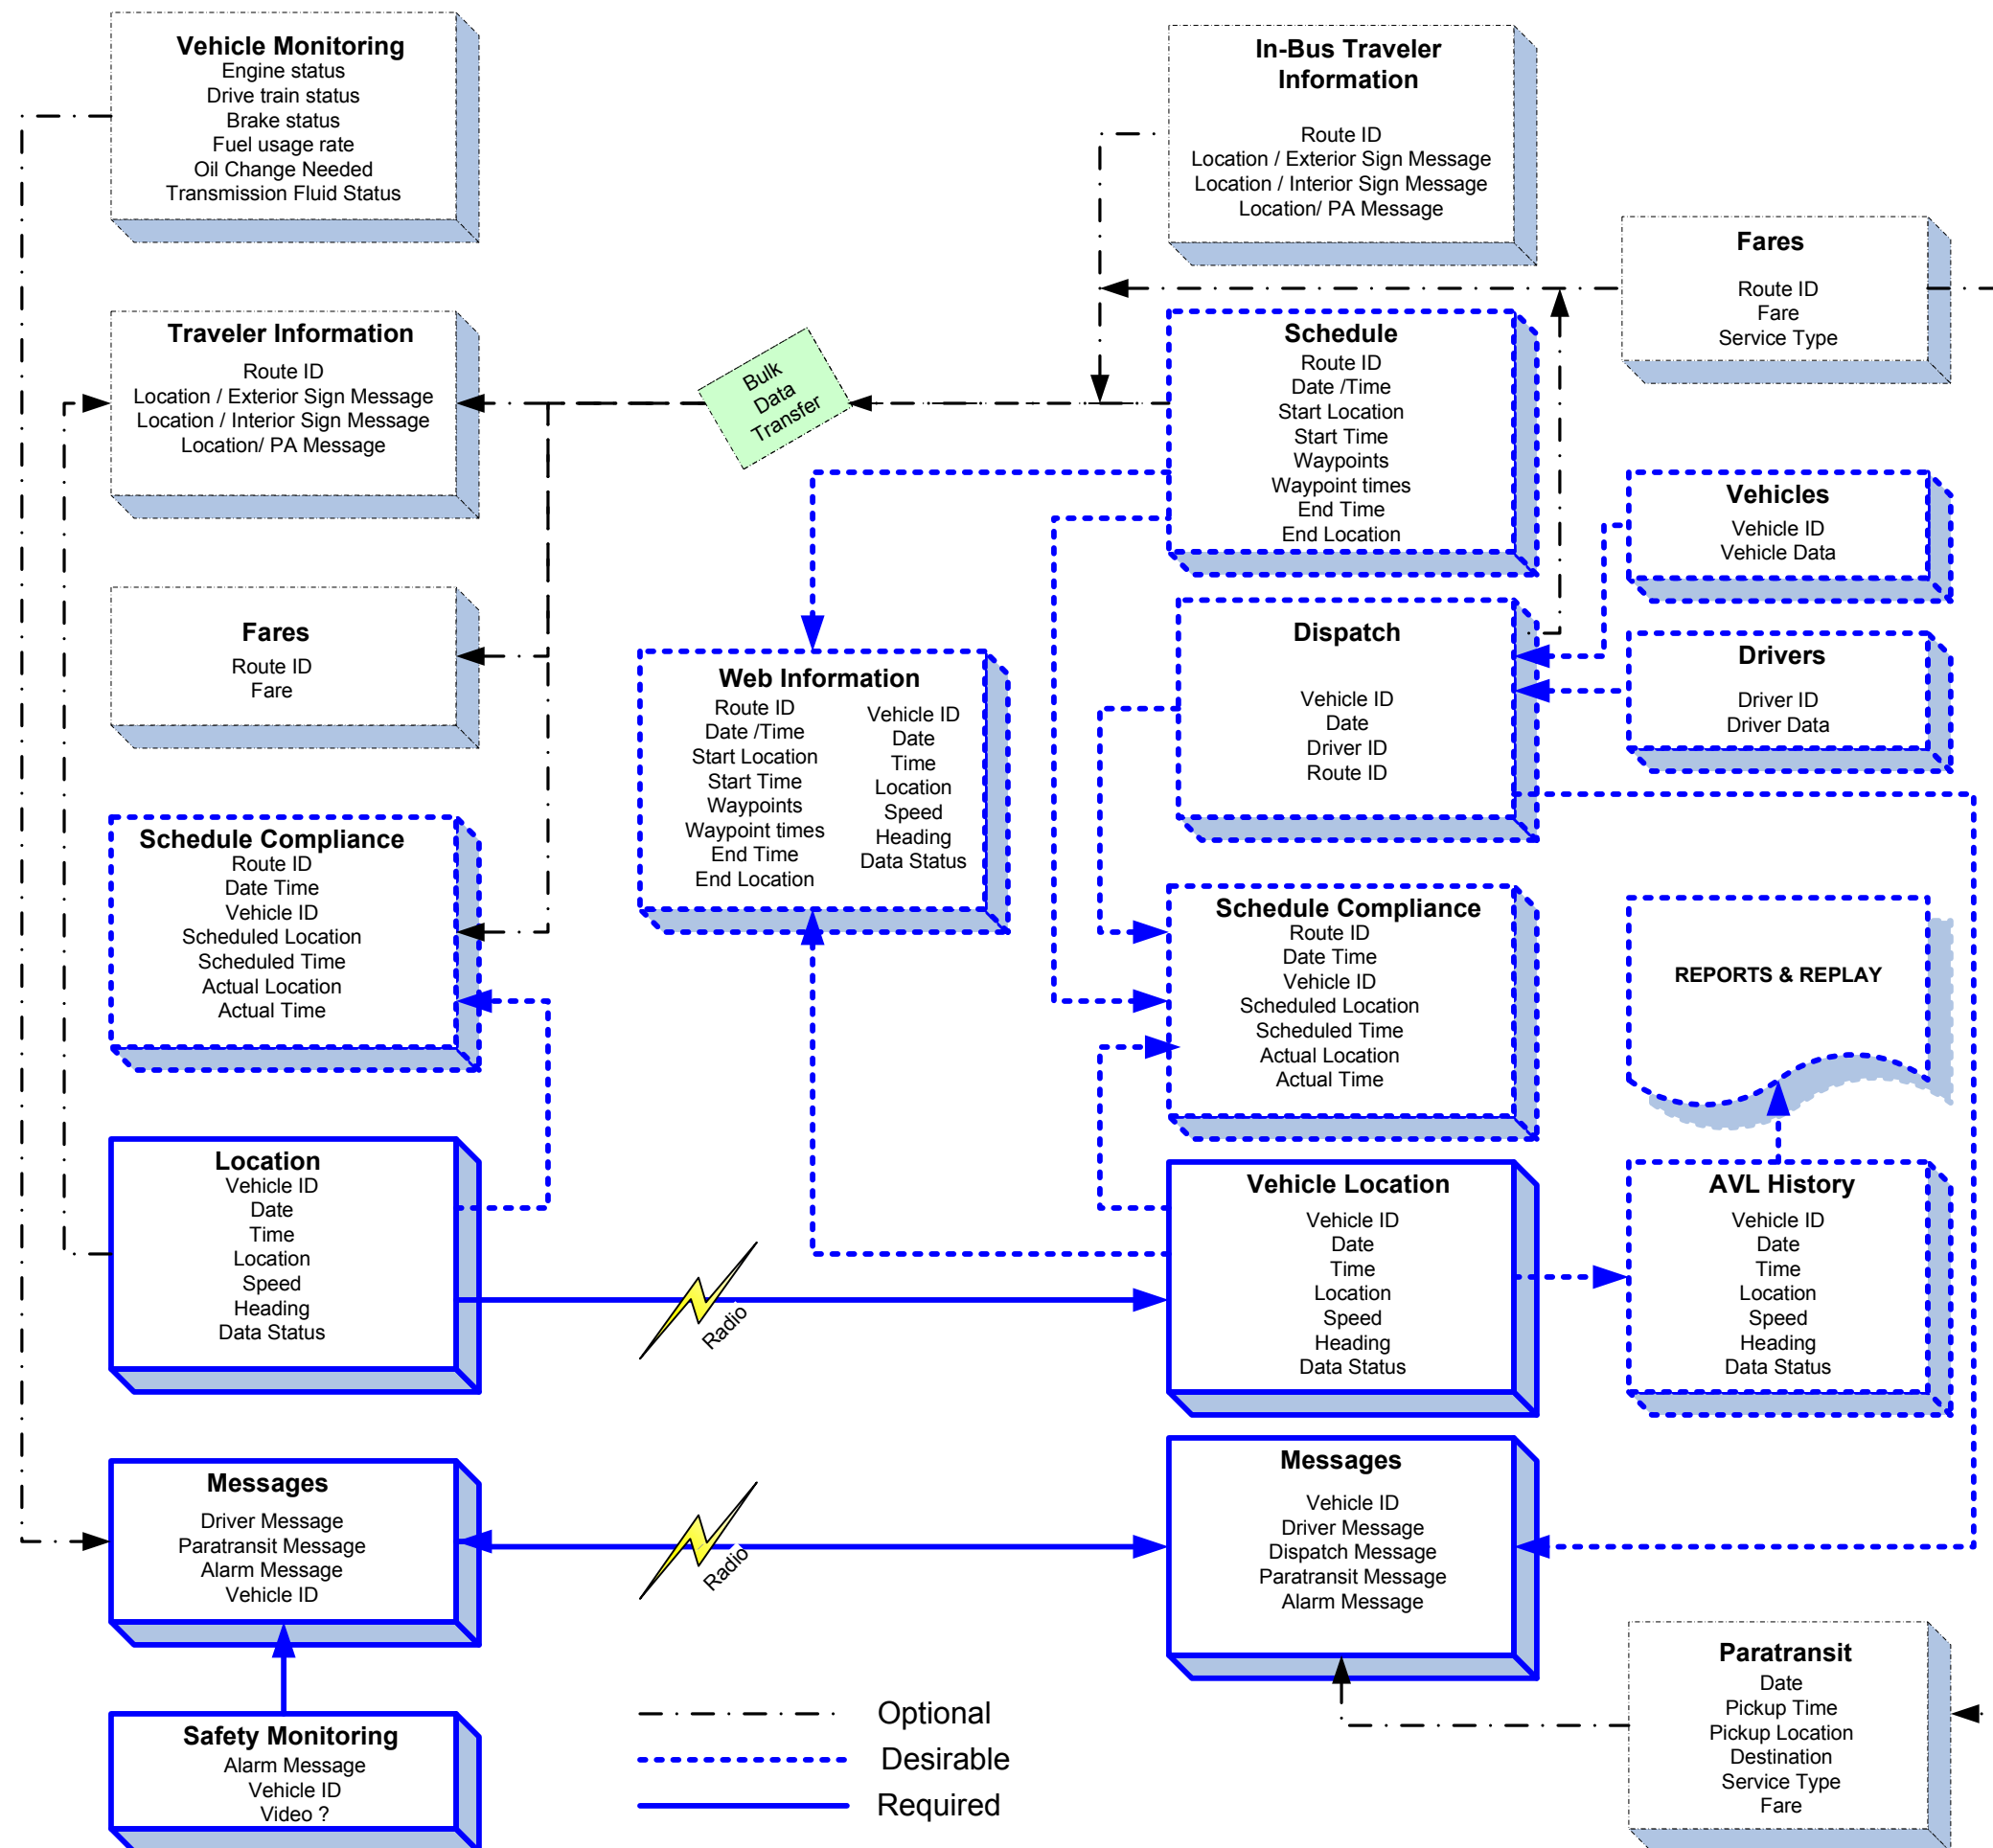 Vehicle Monitoring
Engine status
Drive train status
Brake status
Fuel usage rate
Oil Change Needed
Transmission Fluid Status
In-Bus Traveler
Information
Route ID
Location / Exterior Sign Message
Location / Interior Sign Message
Location/ PA Message
Fares
Route ID
Fare
Service Type
Traveler Information
Route ID
Location / Exterior Sign Message
Location / Interior Sign Message
Location/ PA Message
Bulk
Data
Transfer
Schedule
Route ID
Date /Time
Start Location
Start Time
Waypoints
Waypoint times
End Time
End Location
Vehicles
Vehicle ID
Vehicle Data
Fares
Route ID
Fare
Web Information
Route ID
Date /Time
Start Location
Start Time
Waypoints
Waypoint times
End Time
End Location
Vehicle ID
Date
Time
Location
Speed
Heading
Data Status
Dispatch
Vehicle ID
Date
Driver ID
Route ID
Drivers
Driver ID
Driver Data
Schedule Compliance
Route ID
Date Time
Vehicle ID
Scheduled Location
Scheduled Time
Actual Location
Actual Time
Schedule Compliance
Route ID
Date Time
Vehicle ID
Scheduled Location
Scheduled Time
Actual Location
Actual Time
REPORTS & REPLAY
Location
Vehicle ID
Date
Time
Location
Speed
Heading
Data Status
Radio
Vehicle Location
Vehicle ID
Date
Time
Location
Speed
Heading
Data Status
AVL History
Vehicle ID
Date
Time
Location
Speed
Heading
Data Status
Messages
Driver Message
Paratransit Message
Alarm Message
Vehicle ID
Radio
Messages
Vehicle ID
Driver Message
Dispatch Message
Paratransit Message
Alarm Message
Safety Monitoring
Alarm Message
Vehicle ID
Video ?
Optional
Desirable
Required
Paratransit
Date
Pickup Time
Pickup Location
Destination
Service Type
Fare